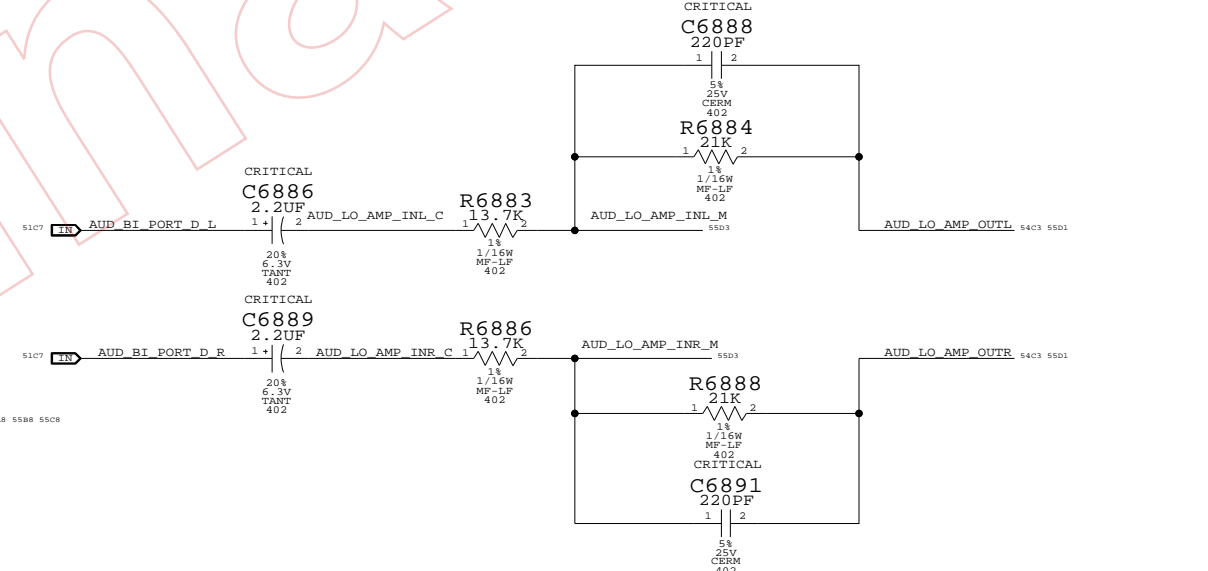 CRITICAL
C6888
220PF
1 2
5%
25V
CERM
402
R6884
21K
1 2
1%
1/16W
MF-LF
402
CRITICAL
C6886
2.2UF
51C7 IN AUD_BI_PORT_D_L 1 + 2 AUD_LO_AMP_INL_C
20%
6.3V
TANT
402
R6883
13.7K
1 2
1%
1/16W
MF-LF
402
AUD_LO_AMP_INL_M
55D3
AUD_LO_AMP_OUTL 54C3 55D1
CRITICAL
C6889
2.2UF
51C7 IN AUD_BI_PORT_D_R 1 + 2 AUD_LO_AMP_INR_C
20%
6.3V
TANT
402
R6886
13.7K
1 2
1%
1/16W
MF-LF
402
AUD_LO_AMP_INR_M
55D3
AUD_LO_AMP_OUTR 54C3 55D1
R6888
21K
1 2
1%
1/16W
MF-LF
402
55B8 55C8
CRITICAL
C6891
220PF
1 2
5%
25V
CERM
402